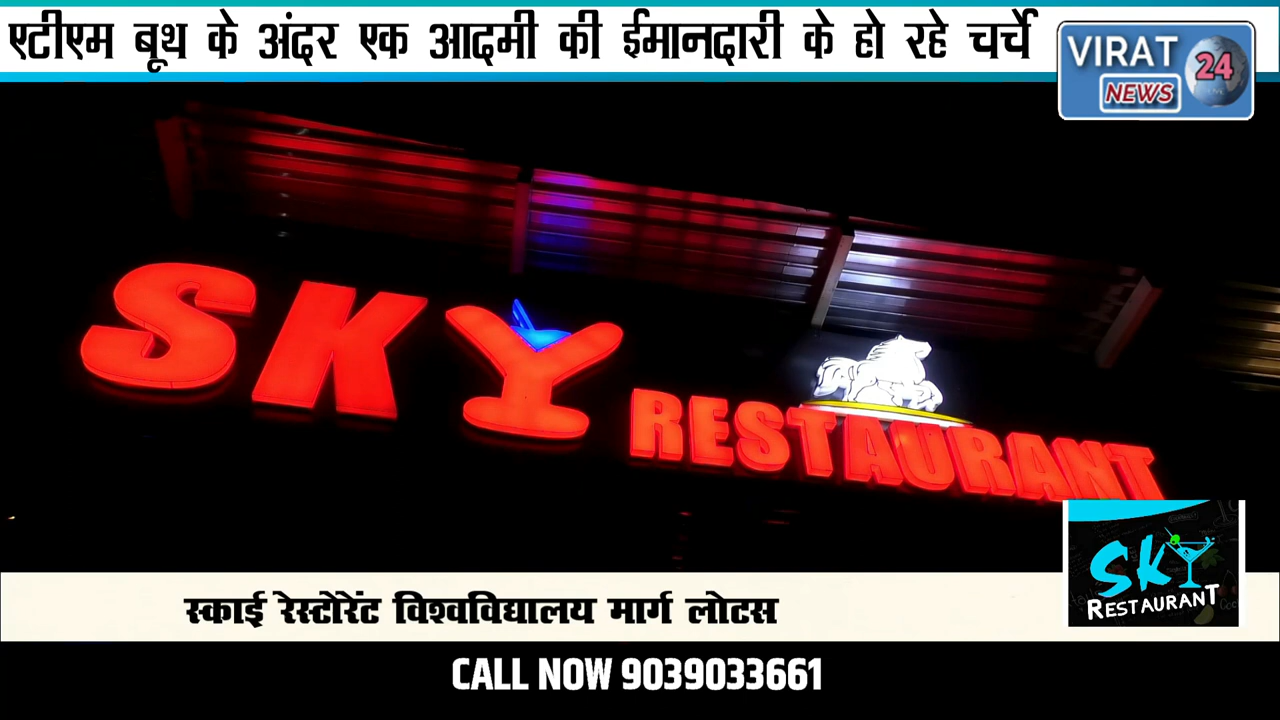 एटीएम बूथ के अंदर एक आदमी की ईमानदारी के हो रहे चर्चे
VIRAT
24
NEWS
SKY RESTAURANT
SKY
RESTAURANT
स्काई रेस्टोरेंट विश्वविद्यालय मार्ग लोटस
CALL NOW 9039033661